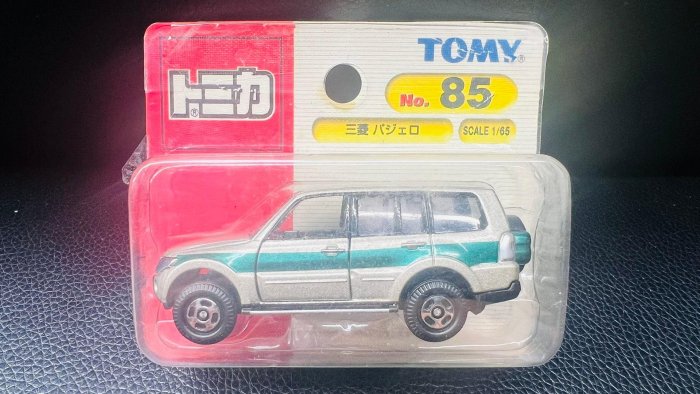 トミカ®
TOMY®
No. 85
三菱 パジェロ
SCALE 1/65